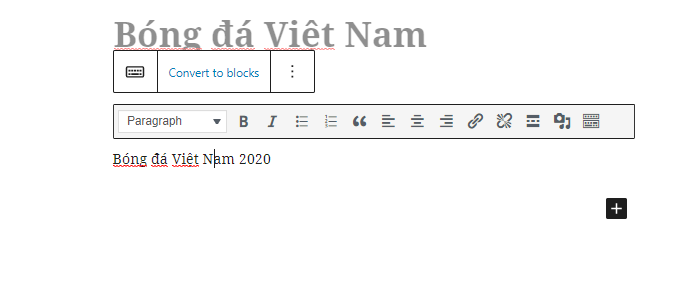 Bóng đá Việt Nam
Convert to blocks
Paragraph
Bóng đá Việt Nam 2020